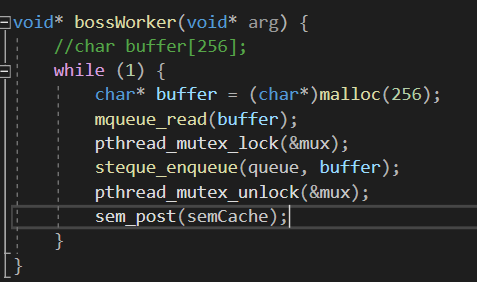 void* bossWorker(void* arg) {
    //char buffer[256];
    while (1) {
        char* buffer = (char*)malloc(256);
        mqueue_read(buffer);
        pthread_mutex_lock(&mux);
        steque_enqueue(queue, buffer);
        pthread_mutex_unlock(&mux);
        sem_post(semCache);
    }
}